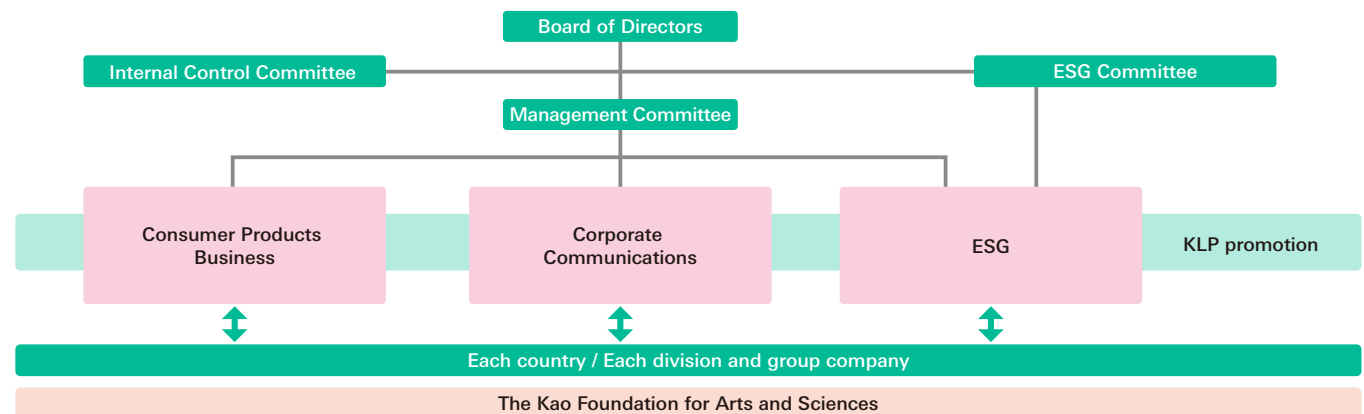 Board of Directors
Internal Control Committee
ESG Committee
Management Committee
Consumer Products
Business
Corporate
Communications
ESG
KLP promotion
Each country / Each division and group company
The Kao Foundation for Arts and Sciences